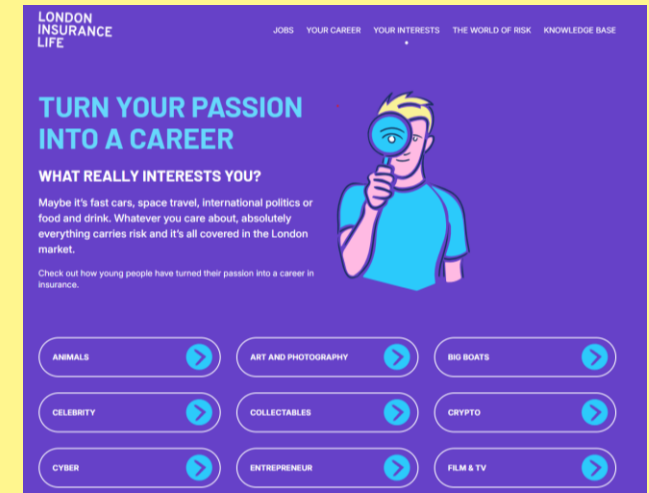 LONDON
INSURANCE
LIFE
JOBS YOUR CAREER YOUR INTERESTS THE WORLD OF RISK KNOWLEDGE BASE
TURN YOUR PASSION
INTO A CAREER
WHAT REALLY INTERESTS YOU?
Maybe it's fast cars, space travel, international politics or
food and drink. Whatever you care about, absolutely
everything carries risk and it's all covered in the London
market.
Check out how young people have turned their passion into a career in
insurance.
ANIMALS
ART AND PHOTOGRAPHY
BIG BOATS
CELEBRITY
COLLECTABLES
CRYPTO
CYBER
ENTREPRENEUR
FILM & TV